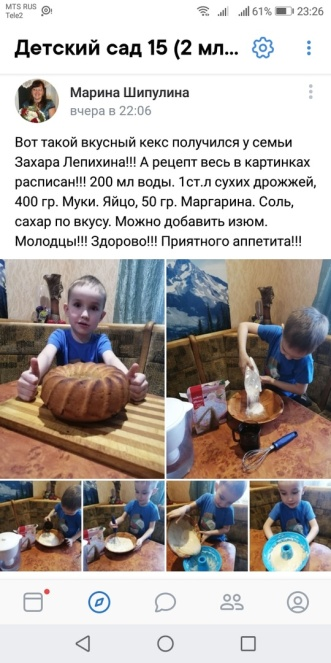 MTS RUS
Tele2
61% 23:26
Детский сад 15 (2 мл...
Марина Шипулина
вчера в 22:06
Вот такой вкусный кекс получился у семьи
Захара Лепихина!!! А рецепт весь в картинках
расписан!!! 200 мл воды. 1ст.л сухих дрожжей,
400 гр. Муки. Яйцо, 50 гр. Маргарина. Соль,
сахар по вкусу. Можно добавить изюм.
Молодцы!!! Здорово!!! Приятного аппетита!!!